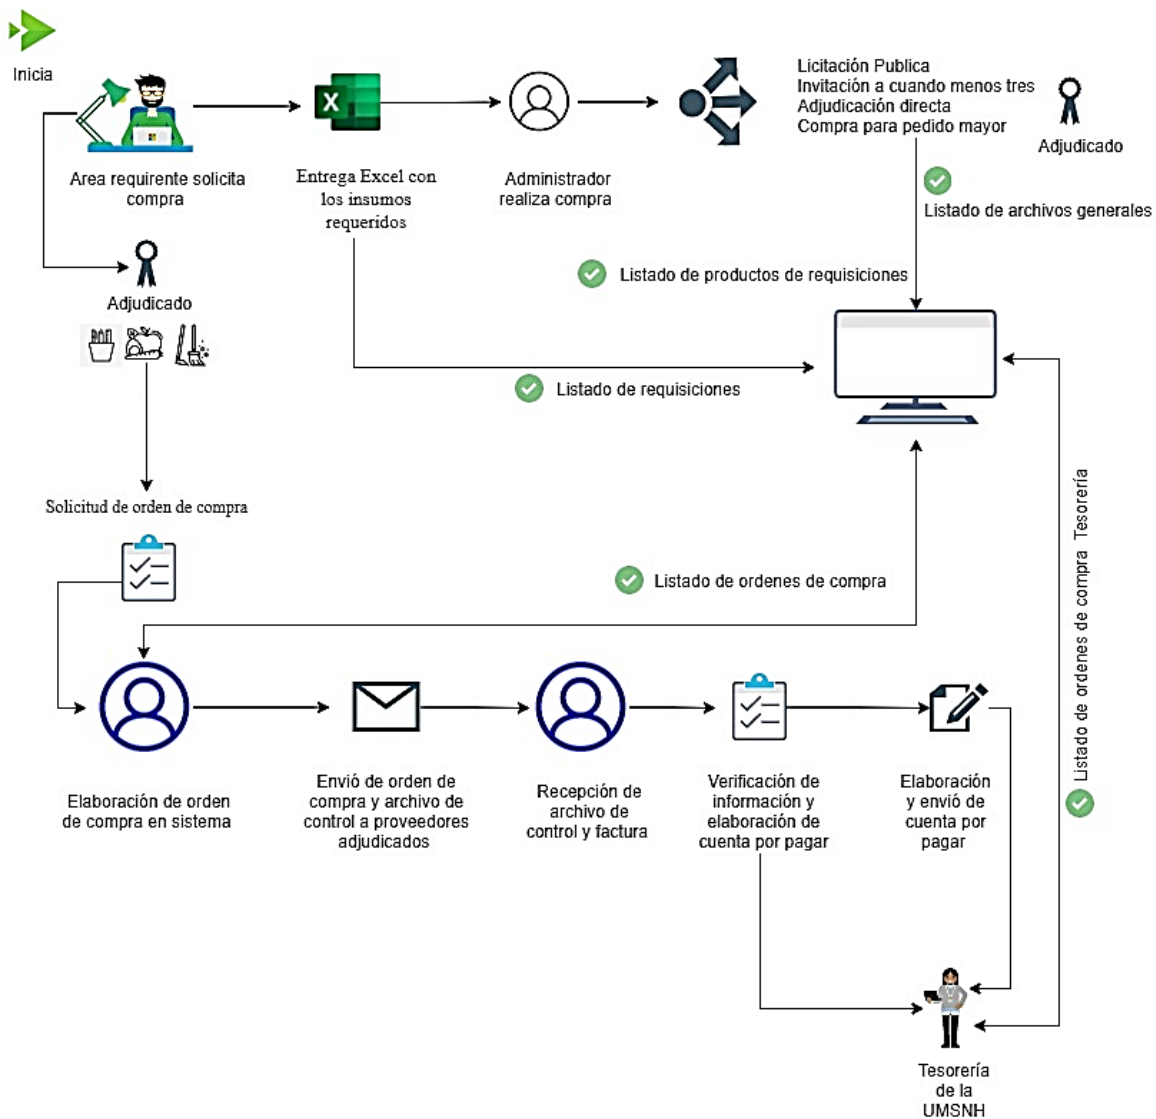 Inicia
Area requirente solicita
compra
Entrega Excel con
los insumos
requeridos
Administrador
realiza compra
Licitación Publica
Invitación a cuando menos tres
Adjudicación directa
Compra para pedido mayor
Adjudicado
Listado de archivos generales
Adjudicado
Listado de productos de requisiciones
Listado de requisiciones
Solicitud de orden de compra
Listado de ordenes de compra
Listado de ordenes de compra Tesorería
Elaboración de orden
de compra en sistema
Envió de orden de
compra y archivo de
control a proveedores
adjudicados
Recepción de
archivo de
control y factura
Verificación de
información y
elaboración de
cuenta por pagar
Elaboración
y envió de
cuenta por
pagar
Tesorería
de la
UMSNH